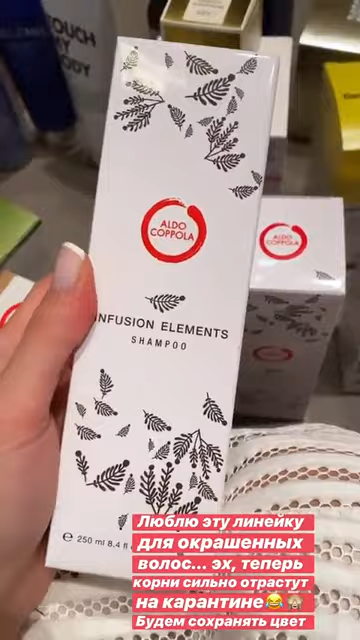 TOUCH
MY
BODY
ALDO
COPPOLA
ALDO
COPPOLA
INFUSION ELEMENTS
SHAMPOO
℮ 250 ml 8.4 fl
Люблю эту линейку
для окрашенных
волос... эх, теперь
корни сильно отрастут
на карантине😂🙈
Будем сохранять цвет